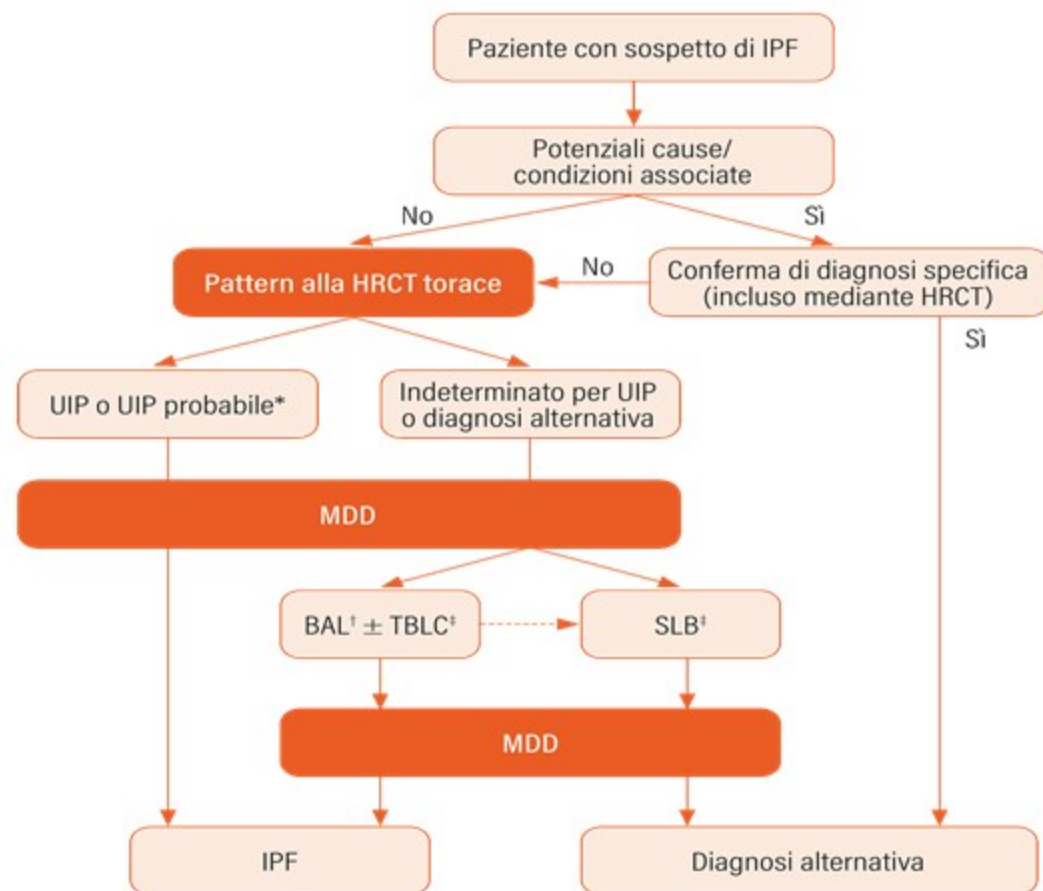 Paziente con sospetto di IPF
Potenziali cause/
condizioni associate
No
Sì
Pattern alla HRCT torace
No
Conferma di diagnosi specifica
(incluso mediante HRCT)
Sì
UIP o UIP probabile*
Indeterminato per UIP
o diagnosi alternativa
MDD
BAL† ± TBLC‡
SLB‡
MDD
IPF
Diagnosi alternativa